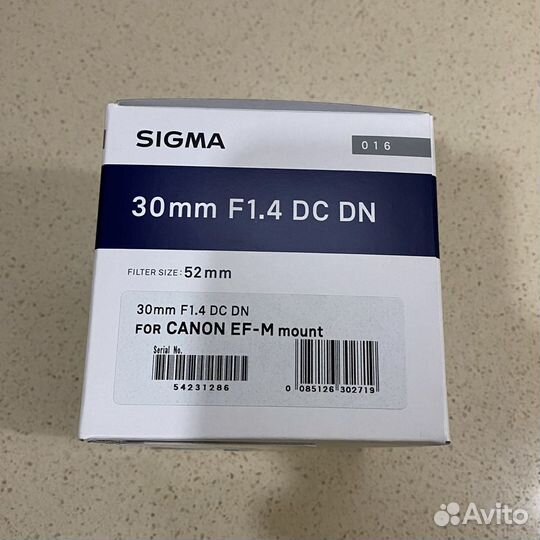 SIGMA
016
30mm F1.4 DC DN
FILTER SIZE: 52mm
30mm F1.4 DC DN
FOR CANON EF-M mount
Serial No.
54231286
0 085126 302719
Avito